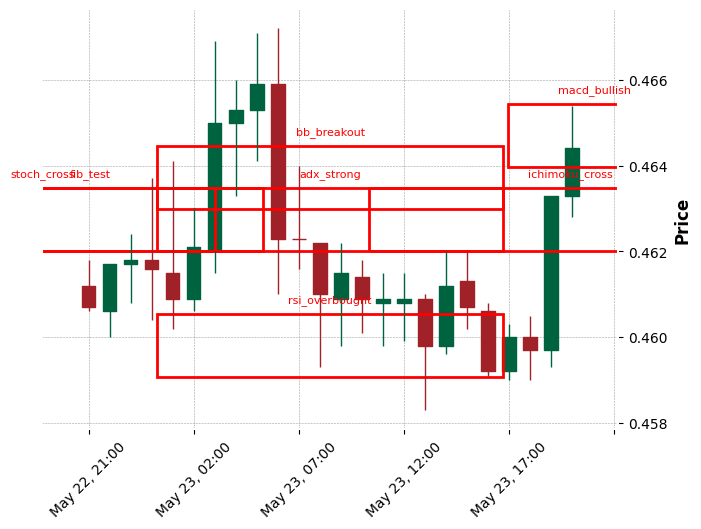 macd_bullish
0.466
bb_breakout
0.464
stoch_cross
fib_test
adx_strong
ichimoku_cross
Price
0.462
rsi_overbought
0.460
0.458
May 22, 21:00
May 23, 02:00
May 23, 07:00
May 23, 12:00
May 23, 17:00